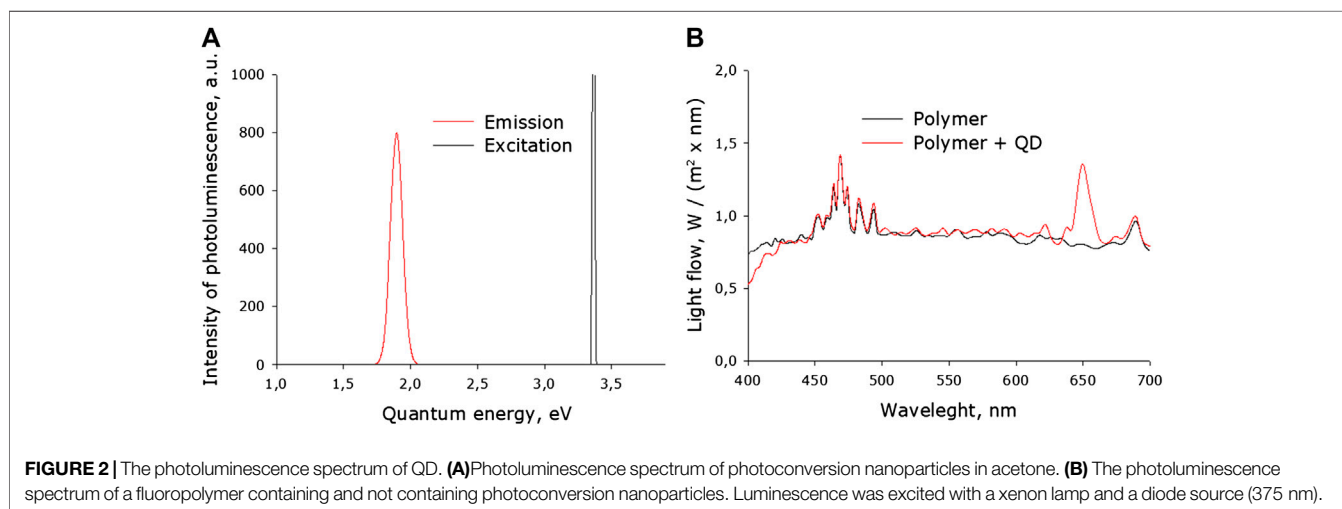 A
Intensity of photoluminescence, a.u.
1000
800
600
400
200
0
Emission
Excitation
1,0
1,5
2,0
2,5
3,0
3,5
Quantum energy, eV
B
Light flow, W / (m² x nm)
2,0
1,5
1,0
0,5
0,0
Polymer
Polymer + QD
400
450
500
550
600
650
700
Waveleght, nm
FIGURE 2 | The photoluminescence spectrum of QD. (A)Photoluminescence spectrum of photoconversion nanoparticles in acetone. (B) The photoluminescence
spectrum of a fluoropolymer containing and not containing photoconversion nanoparticles. Luminescence was excited with a xenon lamp and a diode source (375 nm).